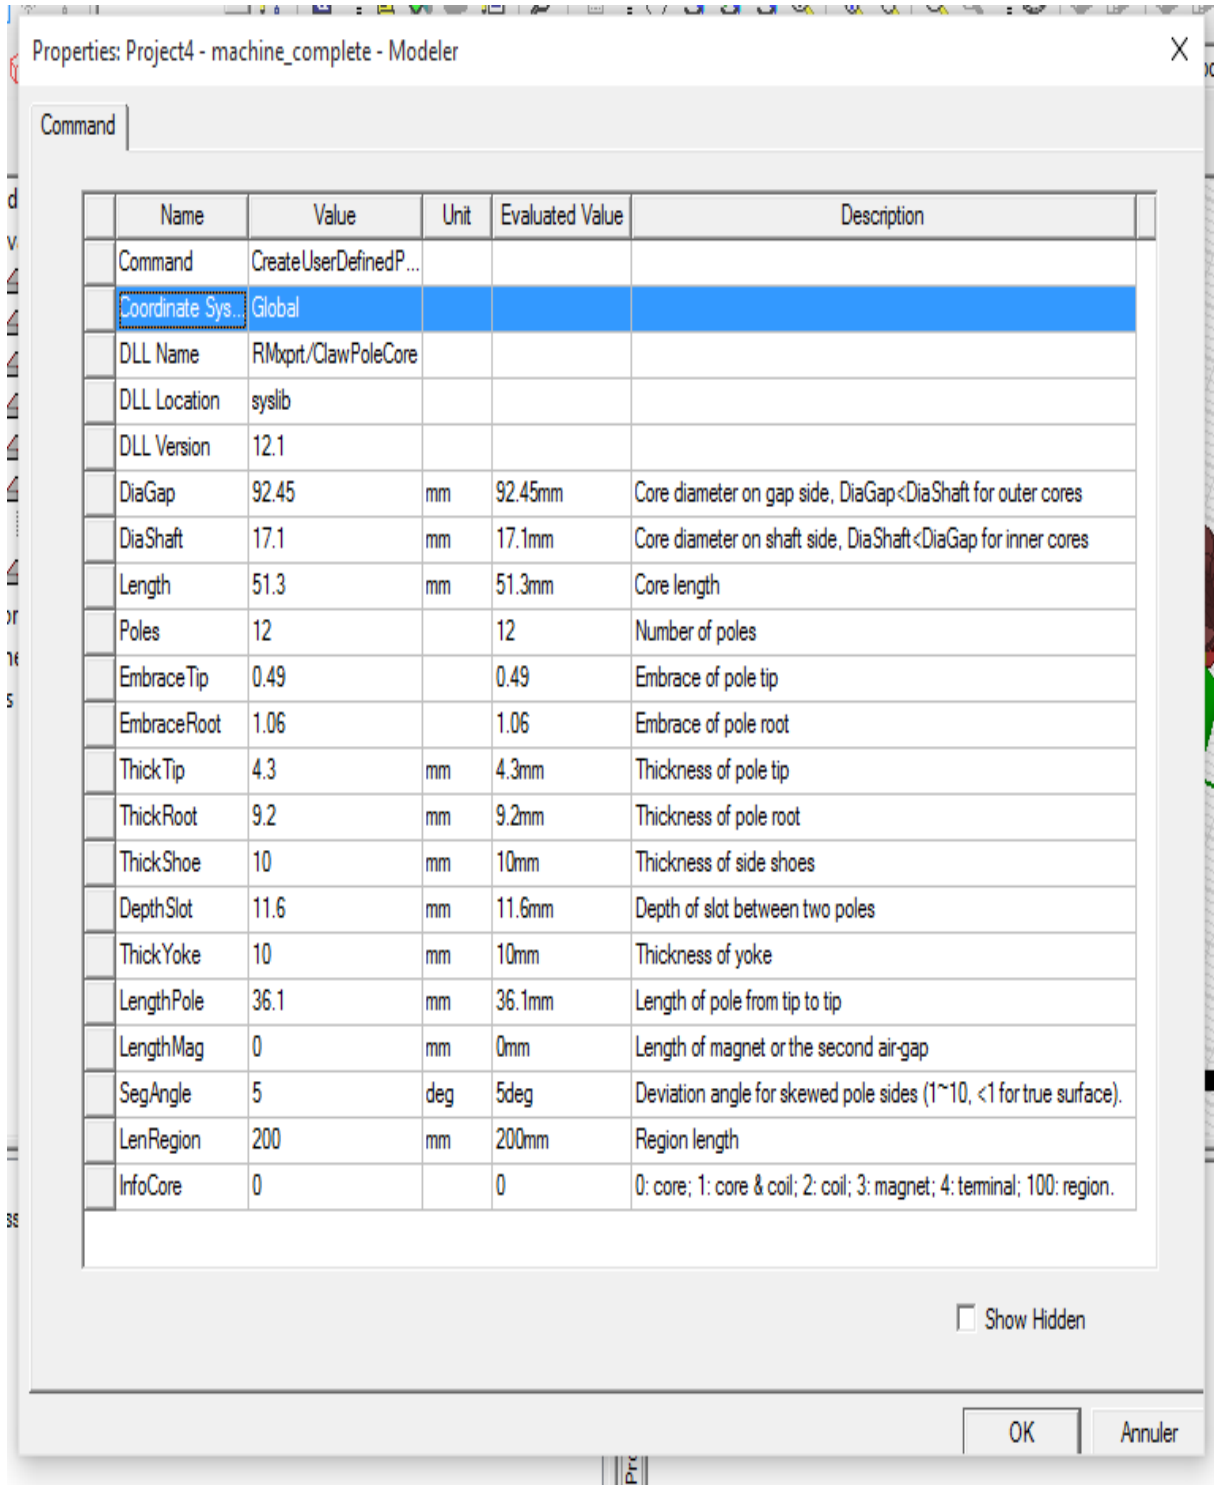 Properties: Project4 - machine_complete - Modeler
Command
Name Value Unit Evaluated Value Description
Command CreateUserDefinedP...
Coordinate Sys... Global
DLL Name RMxprt/ClawPoleCore
DLL Location syslib
DLL Version 12.1
DiaGap 92.45 mm 92.45mm Core diameter on gap side, DiaGap<DiaShaft for outer cores
DiaShaft 17.1 mm 17.1mm Core diameter on shaft side, DiaShaft<DiaGap for inner cores
Length 51.3 mm 51.3mm Core length
Poles 12 12 Number of poles
EmbraceTip 0.49 0.49 Embrace of pole tip
EmbraceRoot 1.06 1.06 Embrace of pole root
ThickTip 4.3 mm 4.3mm Thickness of pole tip
ThickRoot 9.2 mm 9.2mm Thickness of pole root
ThickShoe 10 mm 10mm Thickness of side shoes
DepthSlot 11.6 mm 11.6mm Depth of slot between two poles
ThickYoke 10 mm 10mm Thickness of yoke
LengthPole 36.1 mm 36.1mm Length of pole from tip to tip
LengthMag 0 mm 0mm Length of magnet or the second air-gap
SegAngle 5 deg 5deg Deviation angle for skewed pole sides (1~10, <1 for true surface).
LenRegion 200 mm 200mm Region length
InfoCore 0 0 0: core; 1: core & coil; 2: coil; 3: magnet; 4: terminal; 100: region.
Show Hidden
OK Annuler